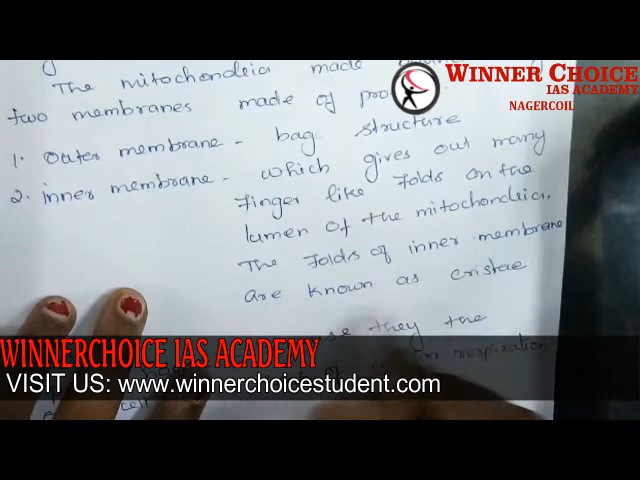 The mitochondria made
two membranes made of pro
1. outer membrane - bag structure
2. inner membrane - which gives out many
finger like folds on the
lumen of the mitochondria.
The folds of inner membrane
are known as cristae
they the
respiration
cell
WINNER CHOICE
IAS ACADEMY
NAGERCOIL
WINNERCHOICE IAS ACADEMY
VISIT US: www.winnerchoicestudent.com